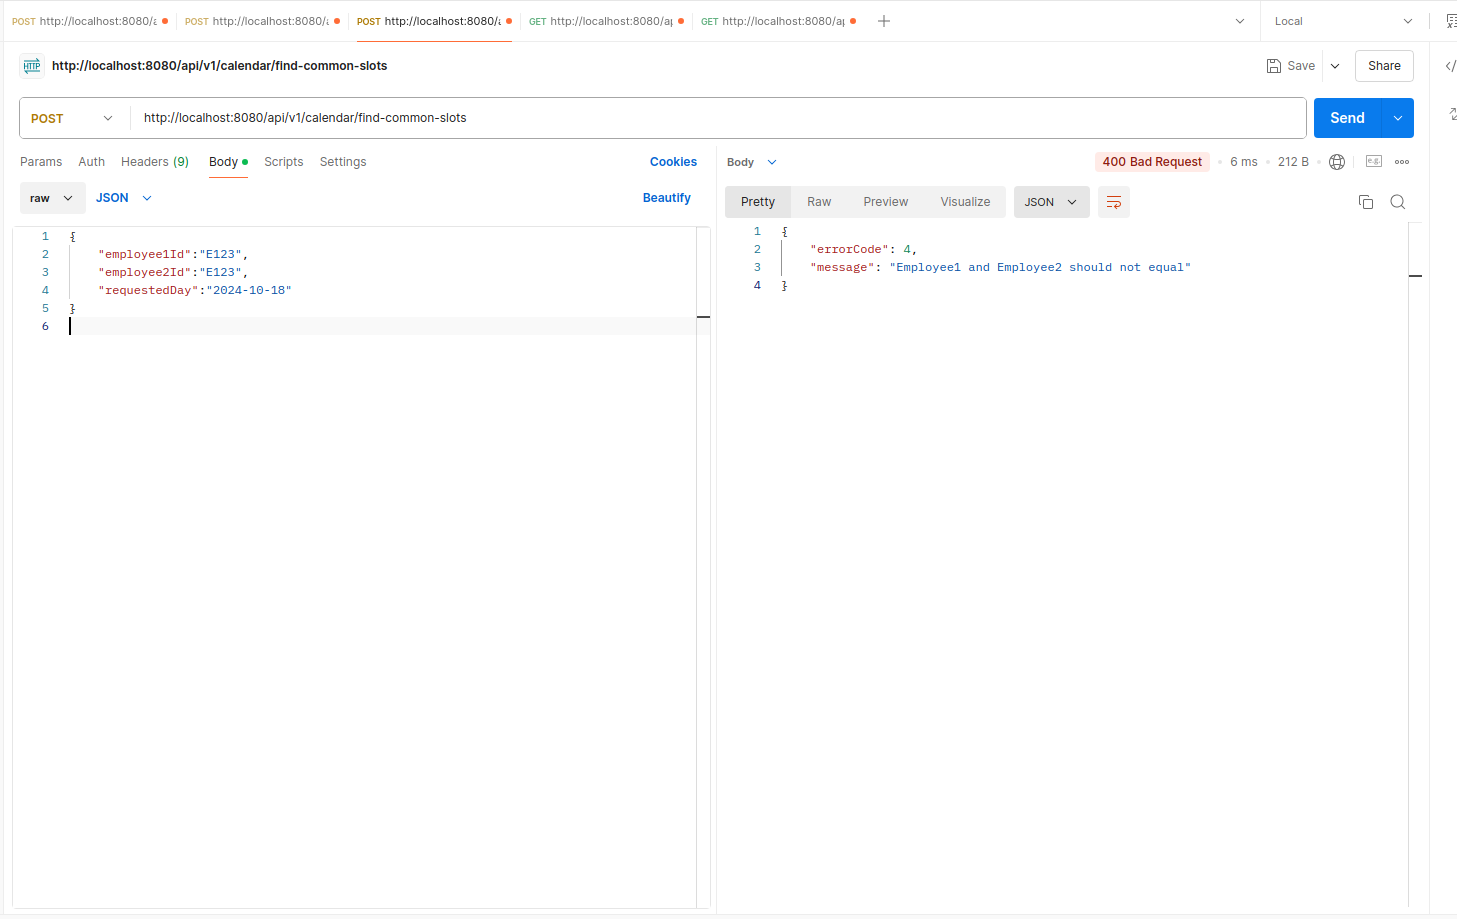 POST http://localhost:8080/a POST http://localhost:8080/a POST http://localhost:8080/a GET http://localhost:8080/ap GET http://localhost:8080/ap Local
HTTP http://localhost:8080/api/v1/calendar/find-common-slots Save Share
POST http://localhost:8080/api/v1/calendar/find-common-slots Send
Params Auth Headers (9) Body Scripts Settings Cookies
raw JSON Beautify
1 {
2 "employee1Id":"E123",
3 "employee2Id":"E123",
4 "requestedDay":"2024-10-18"
5 }
6
Body 400 Bad Request 6 ms 212 B e.g.
Pretty Raw Preview Visualize JSON
1 {
2 "errorCode": 4,
3 "message": "Employee1 and Employee2 should not equal"
4 }